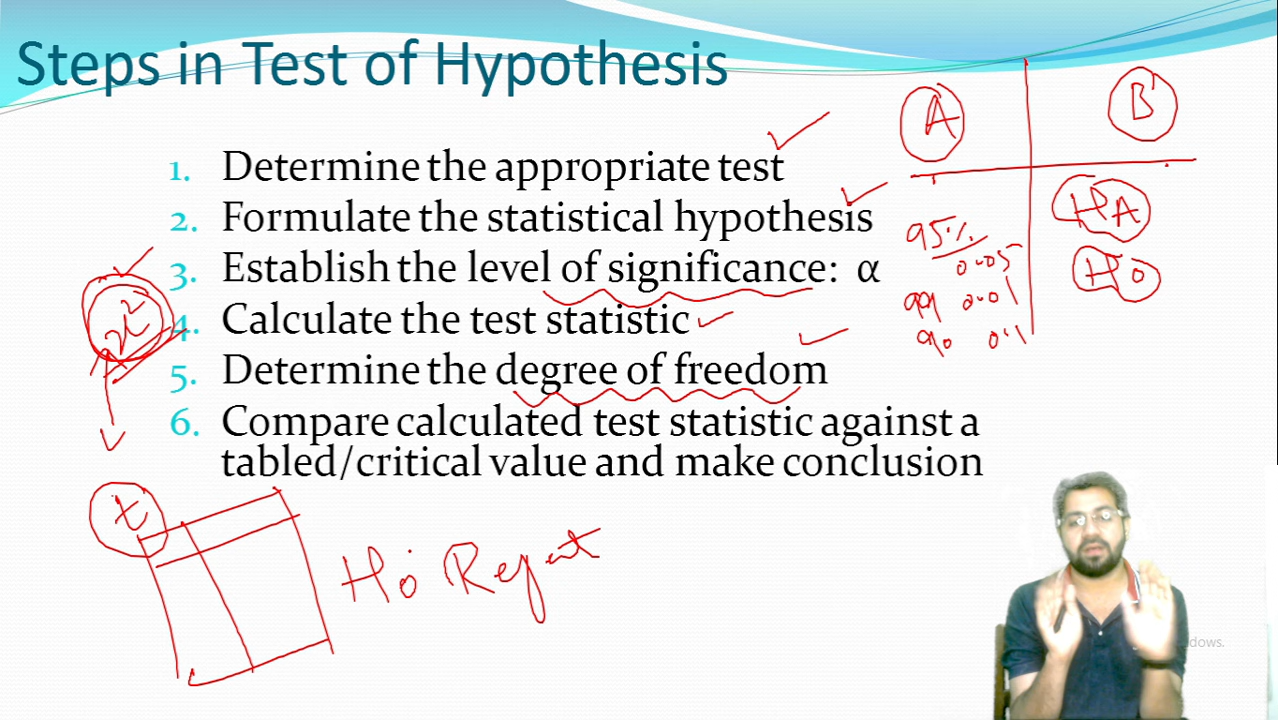 Steps in Test of Hypothesis
A
B
1. Determine the appropriate test
2. Formulate the statistical hypothesis
HA
95%
0.05
3. Establish the level of significance: α
H0
99 0.01
4. Calculate the test statistic
90 0.1
5. Determine the degree of freedom
6. Compare calculated test statistic against a
tabled/critical value and make conclusion
t
H0 Reject
dows.